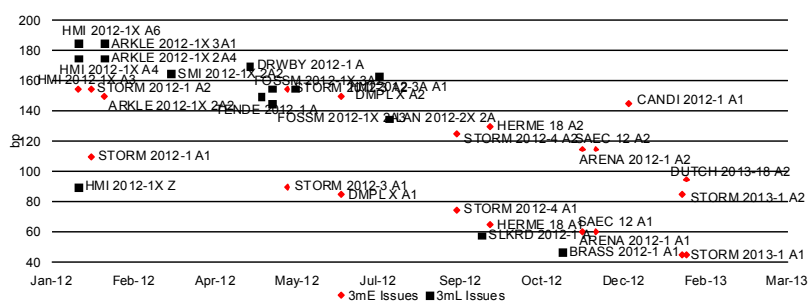 200
HMI 2012-1X A6
ARKLE 2012-1X 3A1
180
ARKLE 2012-1X 2A4
DRWBY 2012-1 A
HMI 2012-1X A4
SMI 2012-1X 2A2
160
HMI 2012-1X A3
FOSSM 2012-1X 3A
STORM 2012-1 A2
DMPL X A2
CANDI 2012-1 A1
ARKLE 2012-1X 2A2
140
FOSSM 2012-1X 2A3
LAN 2012-2X 2A
HERME 18 A2
STORM 2012-4 A2
SAEC 12 A2
120
bp
STORM 2012-1 A1
ARENA 2012-1 A2
100
DUTCH 2013-18 A2
HMI 2012-1X Z
STORM 2012-3 A1
DMPL X A1
STORM 2013-1 A2
80
STORM 2012-4 A1
HERME 18 A1
SAEC 12 A1
60
SLKRD 2012-1 A
ARENA 2012-1 A1
BRASS 2012-1 A1
STORM 2013-1 A1
40
Jan-12
Feb-12
Apr-12
May-12
Jul-12
Sep-12
Oct-12
Dec-12
Feb-13
Mar-13
3mE Issues
3mL Issues